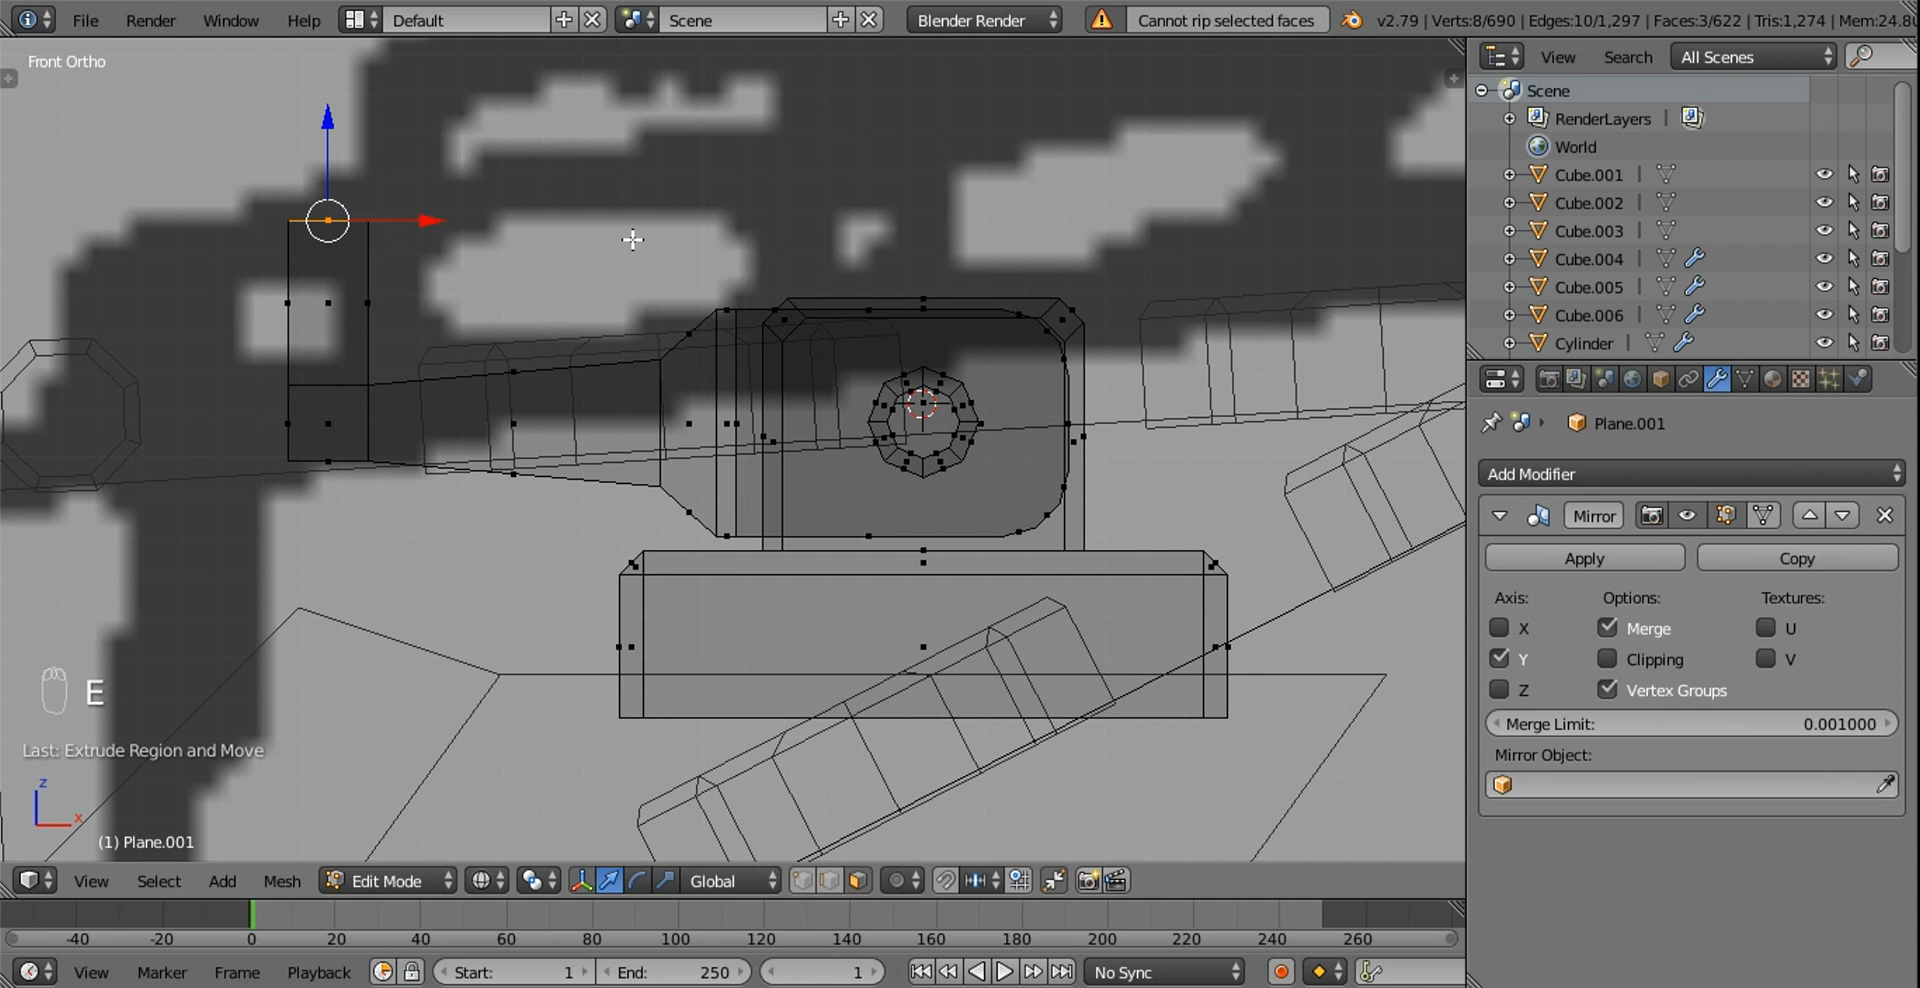 File Render Window Help Default Scene Blender Render Cannot rip selected faces v2.79 | Verts:8/690 | Edges:10/1,297 | Faces:3/622 | Tris:1,274 | Mem:24.8
Front Ortho
View Search All Scenes
Scene
RenderLayers
World
Cube.001
Cube.002
Cube.003
Cube.004
Cube.005
Cube.006
Cylinder
Plane.001
Add Modifier
Mirror
Apply Copy
Axis: Options: Textures:
X Merge U
Y Clipping V
Z Vertex Groups
Merge Limit: 0.001000
Mirror Object:
E
Last: Extrude Region and Move
z
x
(1) Plane.001
View Select Add Mesh Edit Mode Global
-40 -20 0 20 40 60 80 100 120 140 160 180 200 220 240 260
View Marker Frame Playback Start: 1 End: 250 1 No Sync